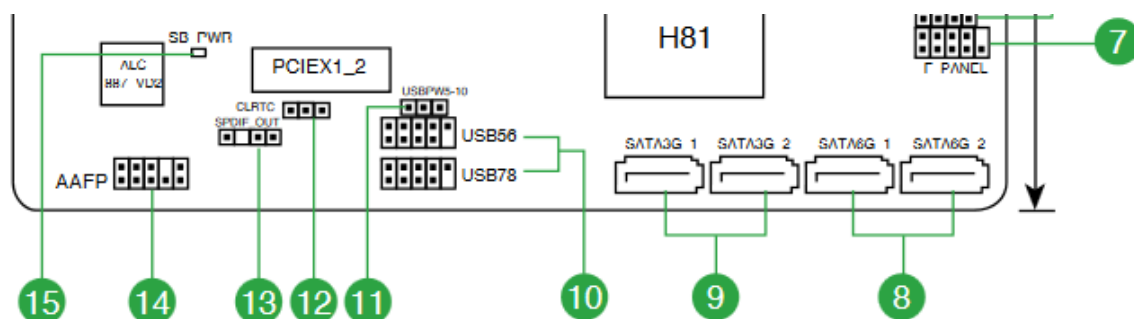 SB_PWR
H81
7
ALC
887-VD2
PCIEX1_2
F_PANEL
USBPW5-10
CLRTC
SPDIF_OUT
USB56
SATA3G_1 SATA3G_2 SATA6G_1 SATA6G_2
AAFP
USB78
15 14 13 12 11 10 9 8